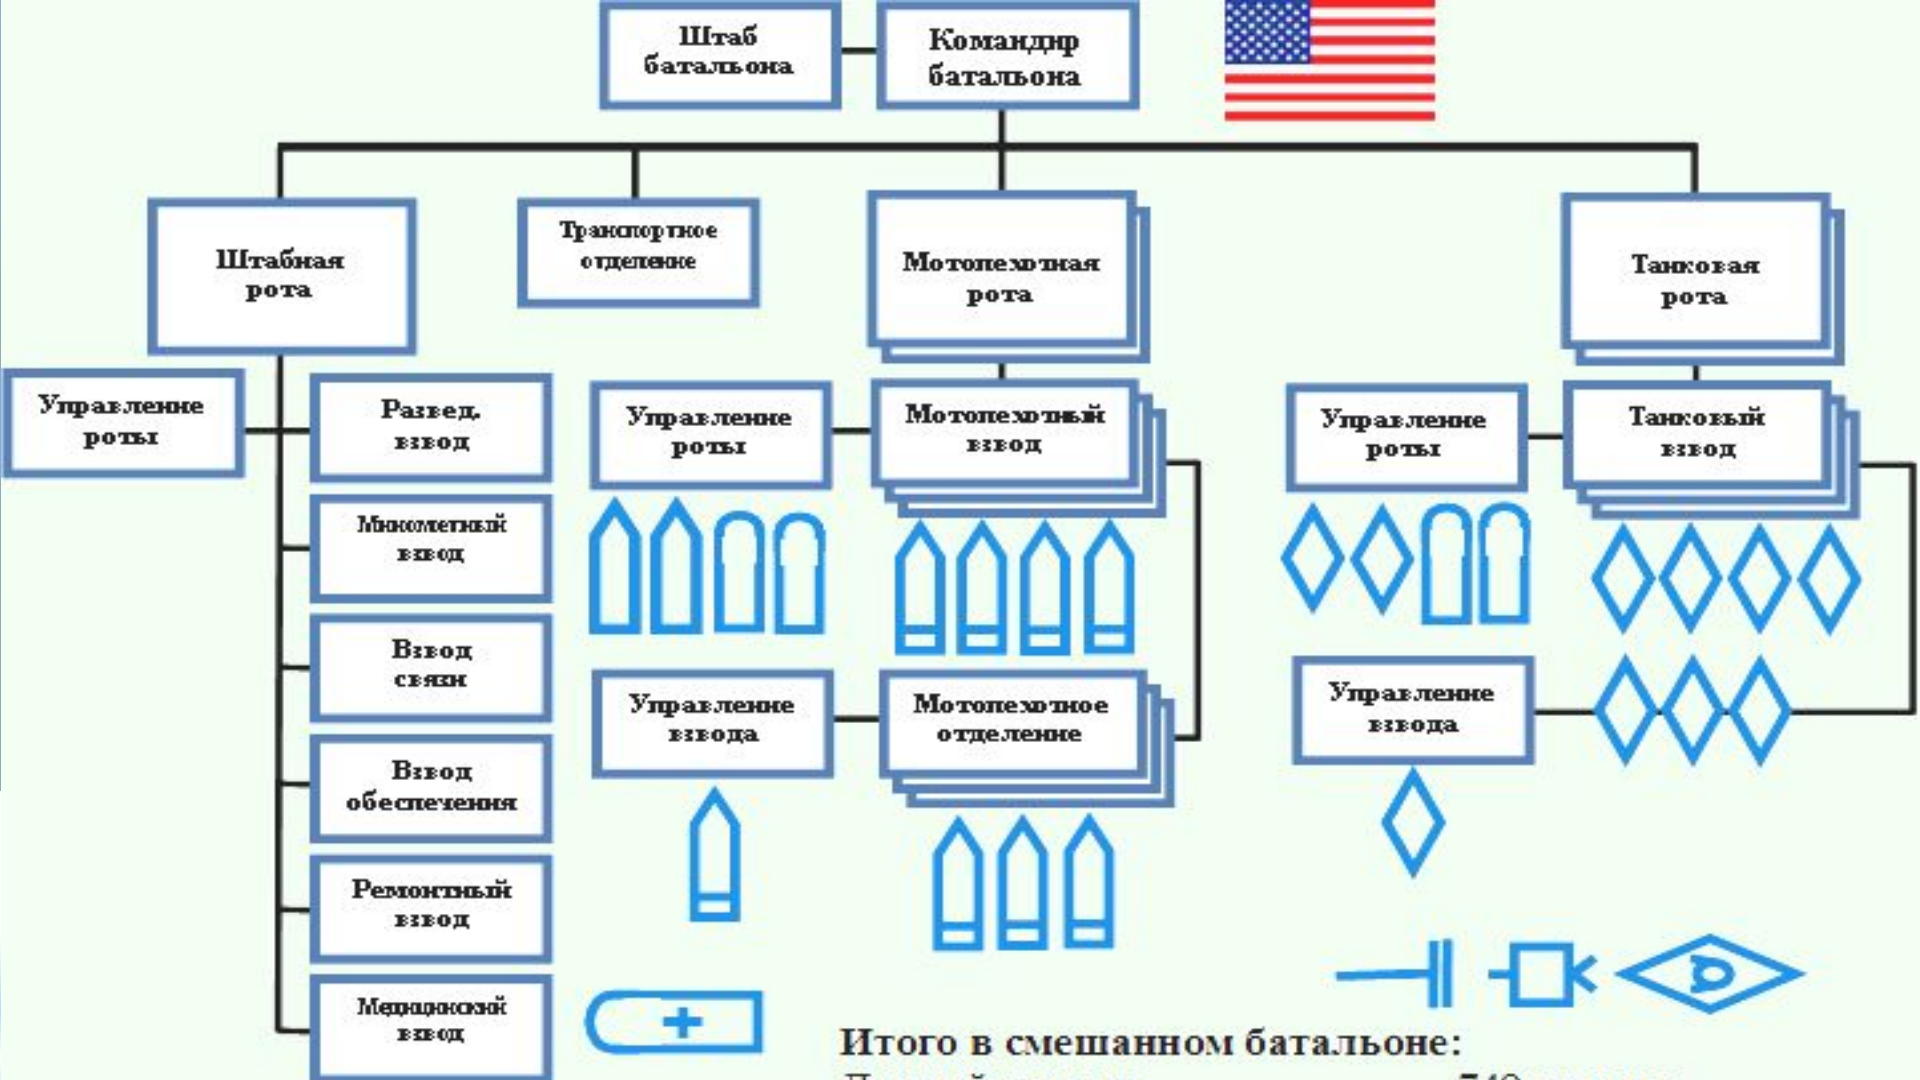 Штаб
батальона
Командир
батальона
Штабная
рота
Транспортное
отделение
Мотопехотная
рота
Танковая
рота
Управление
роты
Развед.
взвод
Управление
роты
Мотопехотный
взвод
Управление
роты
Танковый
взвод
Минометный
взвод
Взвод
связи
Управление
взвода
Мотопехотное
отделение
Управление
взвода
Взвод
обеспечения
Ремонтный
взвод
Медицинский
взвод
Итого в смешанном батальоне: